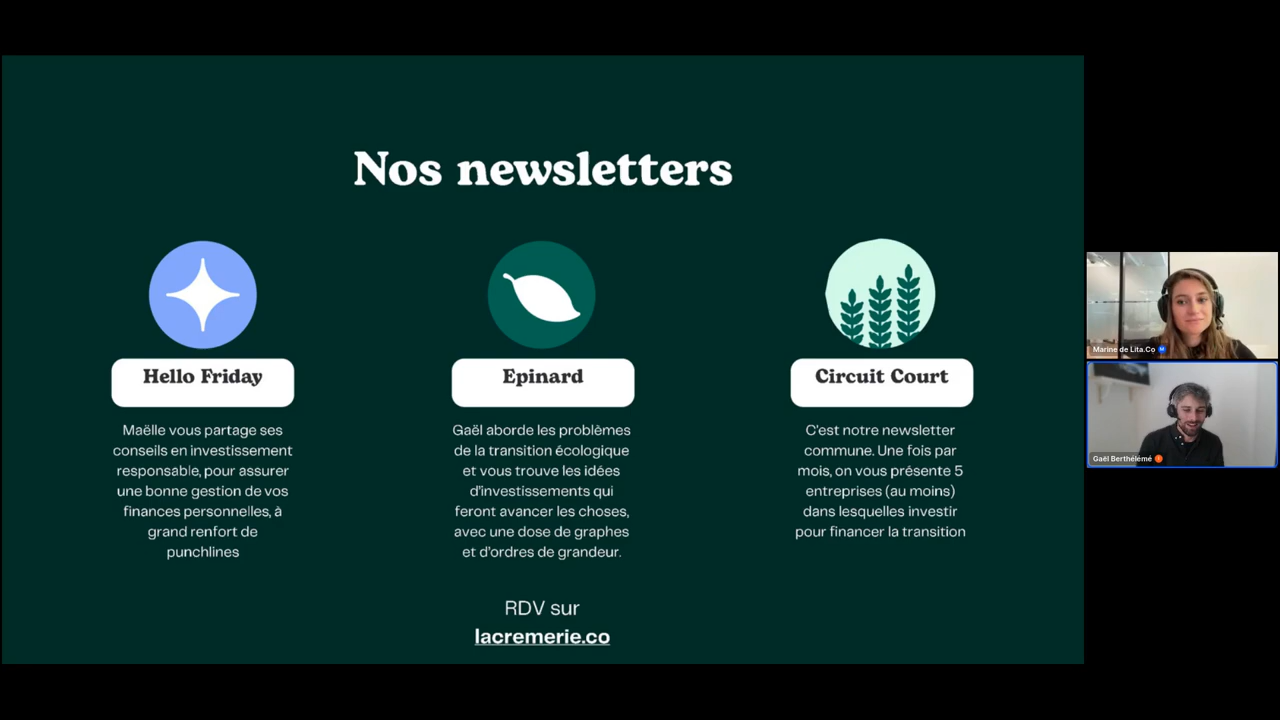 Nos newsletters
Hello Friday
Maëlle vous partage ses
conseils en investissement
responsable, pour assurer
une bonne gestion de vos
finances personnelles, à
grand renfort de
punchlines
Epinard
Gaël aborde les problèmes
de la transition écologique
et vous trouve les idées
d'investissements qui
feront avancer les choses,
avec une dose de graphes
et d'ordres de grandeur.
Circuit Court
C'est notre newsletter
commune. Une fois par
mois, on vous présente 5
entreprises (au moins)
dans lesquelles investir
pour financer la transition
RDV sur
lacremerie.co
Marine de Lita.Co
Gaël Berthélémé